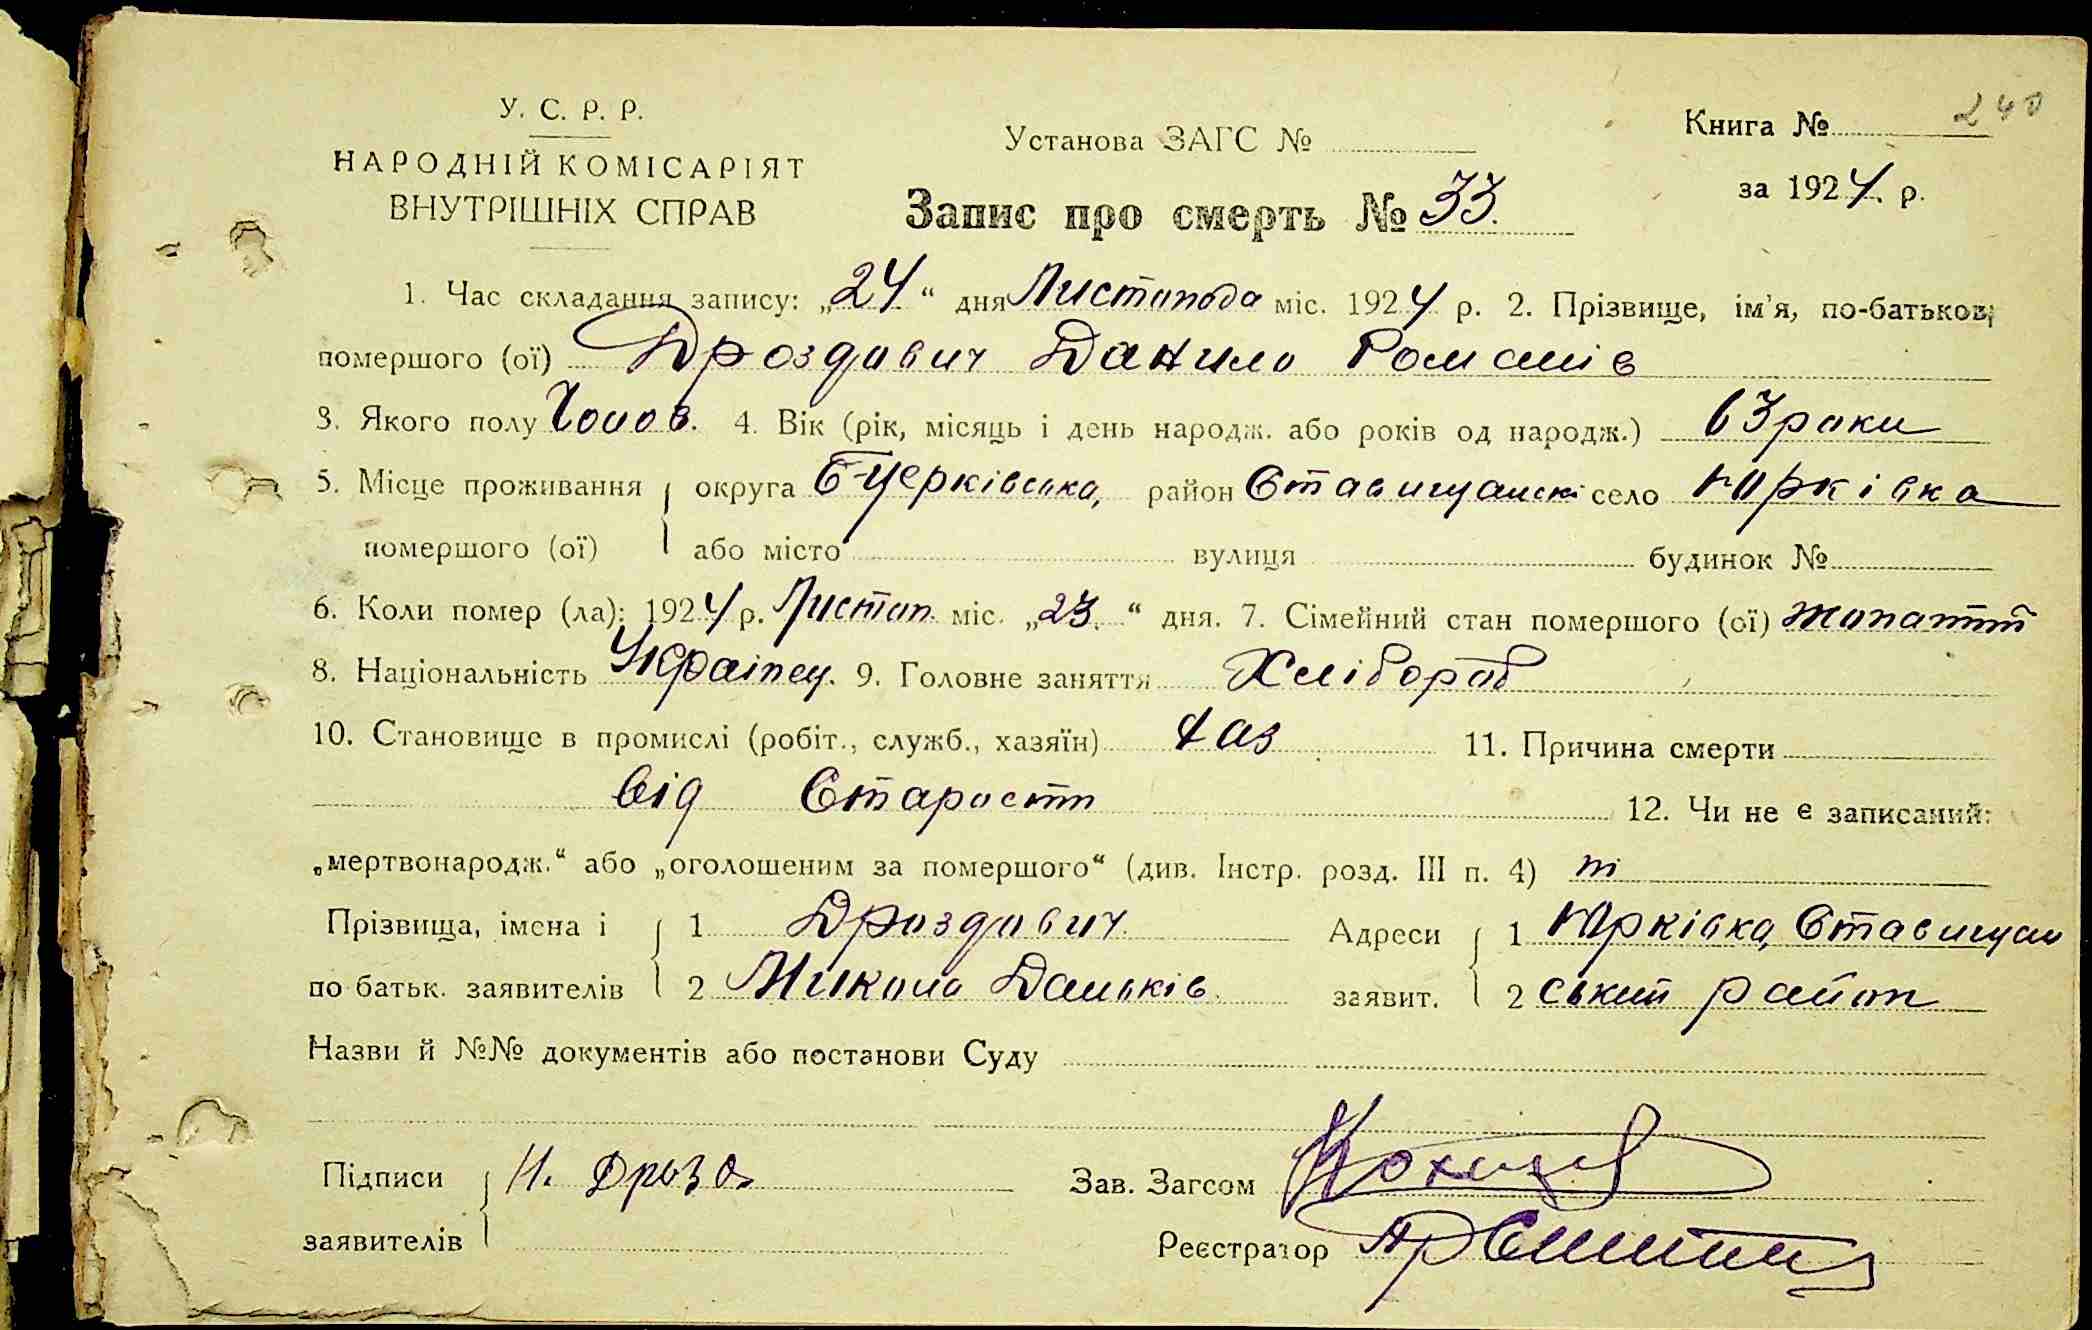 240
У. С. Р. Р.
НАРОДНІЙ КОМІСАРІЯТ
ВНУТРІШНІХ СПРАВ
Установа ЗАГС №
Книга №
за 1924 р.
Запис про смерть № 33.
1. Час складання запису: „24“ дня Листопода міс. 1924 р. 2. Прізвище, ім'я, по-батькові
помершого (ої) Дроздович Данило Романів
3. Якого полу Чолов. 4. Вік (рік, місяць і день народж. або років од народж.) 63 роки
5. Місце проживання округа Б-Церківська, район Ставищанскі село Юрківка
помершого (ої) або місто вулиця будинок №
6. Коли помер (ла): 1924 р. Листоп. міс. „23.“ дня. 7. Сімейний стан помершого (ої) жонатий
8. Національність Українец. 9. Головне заняття Хлібороб
10. Становище в промислі (робіт., служб., хазяїн) Хаз 11. Причина смерти
від Старости 12. Чи не є записаний:
„мертвонародж.“ або „оголошеним за помершого“ (див. Інстр. розд. III п. 4) ні
Прізвища, імена і 1 Дроздович Адреси 1 Юрківка, Ставищан
по батьк. заявителів 2 Микола Даньків. заявит. 2 ський район
Назви й №№ документів або постанови Суду
Підписи Н. Дрозд Зав. Загсом
заявителів Реєстратор